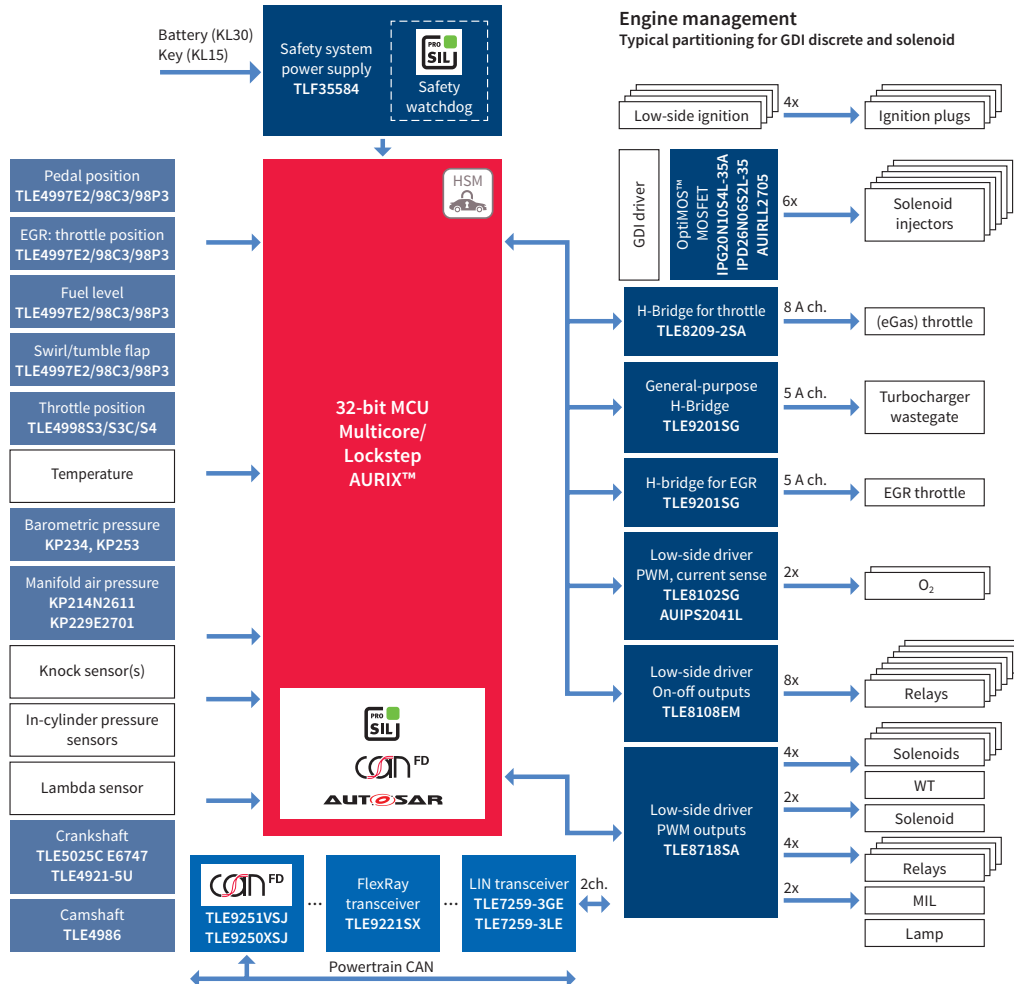 Engine management
Typical partitioning for GDI discrete and solenoid
Battery (KL30)
Key (KL15)
Safety system
power supply
TLF35584
PRO
SIL
Safety
watchdog
Pedal position
TLE4997E2/98C3/98P3
EGR: throttle position
TLE4997E2/98C3/98P3
Fuel level
TLE4997E2/98C3/98P3
Swirl/tumble flap
TLE4997E2/98C3/98P3
Throttle position
TLE4998S3/S3C/S4
Temperature
Barometric pressure
KP234, KP253
Manifold air pressure
KP214N2611
KP229E2701
Knock sensor(s)
In-cylinder pressure
sensors
Lambda sensor
Crankshaft
TLE5025C E6747
TLE4921-5U
Camshaft
TLE4986
HSM
32-bit MCU
Multicore/
Lockstep
AURIX™
PRO
SIL
CAN FD
AUTOSAR
CAN FD
TLE9251VSJ
TLE9250XSJ
...
FlexRay
transceiver
TLE9221SX
...
LIN transceiver
TLE7259-3GE
TLE7259-3LE
2ch.
Powertrain CAN
Low-side ignition
4x
Ignition plugs
GDI driver
OptiMOS™
MOSFET
IPG20N10S4L-35A
IPD26N06S2L-35
AUIRLL2705
6x
Solenoid
injectors
H-Bridge for throttle
TLE8209-2SA
8 A ch.
(eGas) throttle
General-purpose
H-Bridge
TLE9201SG
5 A ch.
Turbocharger
wastegate
H-bridge for EGR
TLE9201SG
5 A ch.
EGR throttle
Low-side driver
PWM, current sense
TLE8102SG
AUIPS2041L
2x
O₂
Low-side driver
On-off outputs
TLE8108EM
8x
Relays
Low-side driver
PWM outputs
TLE8718SA
4x
Solenoids
WT
2x
Solenoid
4x
Relays
2x
MIL
Lamp